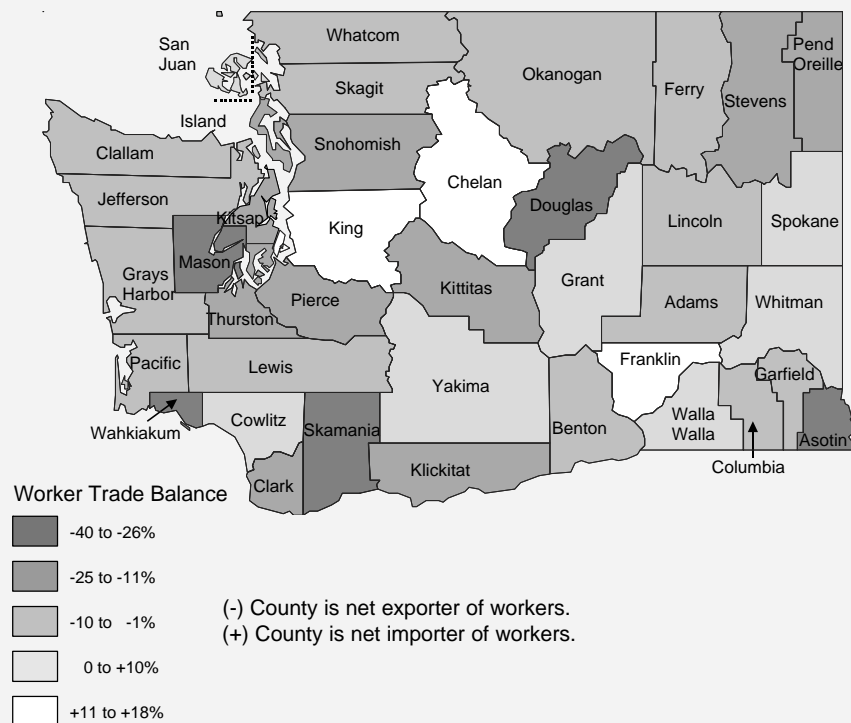 Whatcom
San
Juan
Pend
Oreille
Okanogan
Skagit
Ferry
Stevens
Island
Snohomish
Clallam
Chelan
Jefferson
Douglas
Kitsap
King
Lincoln
Spokane
Mason
Grays
Harbor
Pierce
Kittitas
Grant
Adams
Whitman
Thurston
Pacific
Lewis
Yakima
Franklin
Garfield
Cowlitz
Skamania
Benton
Walla
Walla
Wahkiakum
Asotin
Columbia
Clark
Klickitat
Worker Trade Balance
-40 to -26%
-25 to -11%
-10 to -1%
0 to +10%
+11 to +18%
(-) County is net exporter of workers.
(+) County is net importer of workers.